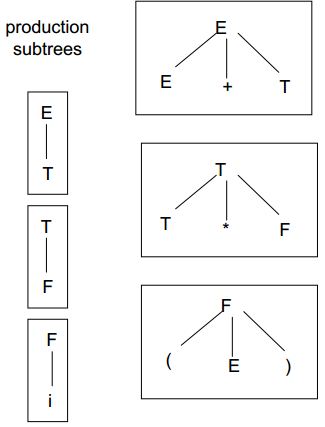 production
subtrees
E
E + T
E
T
T
T * F
T
F
F
( E )
F
i